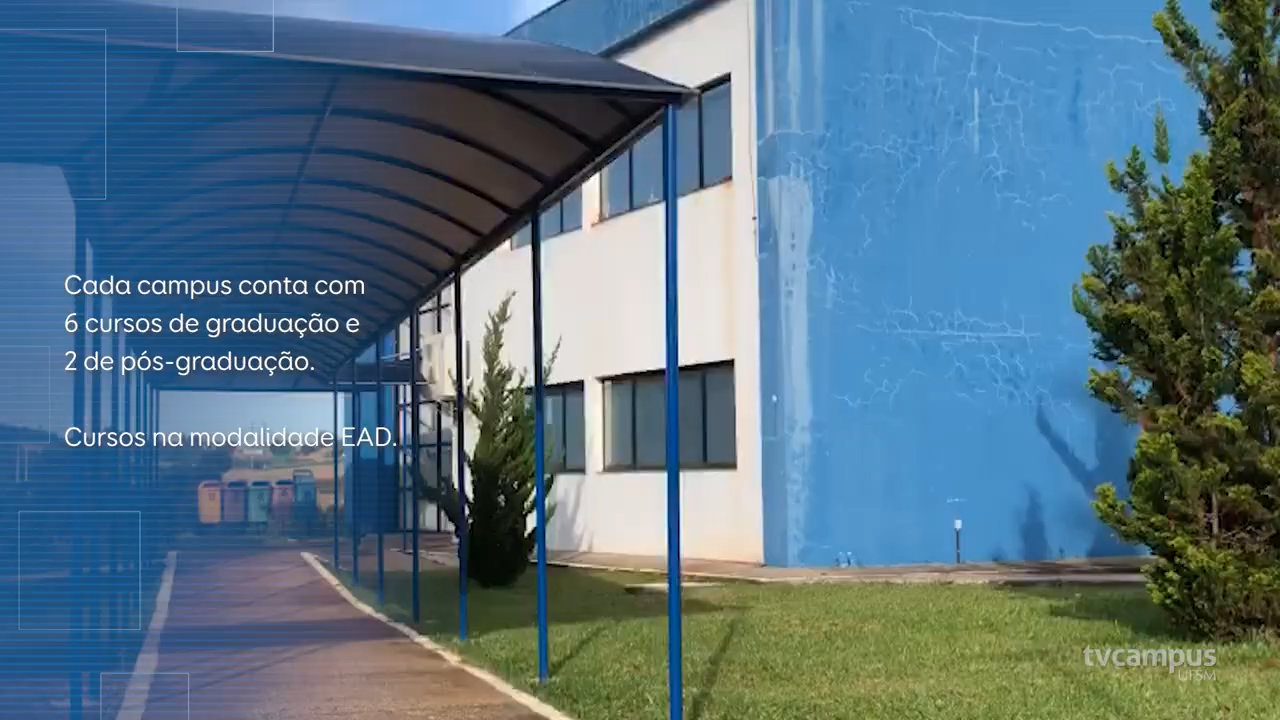 Cada campus conta com
6 cursos de graduação e
2 de pós-graduação.
Cursos na modalidade EAD.
tvcampus
UFSM